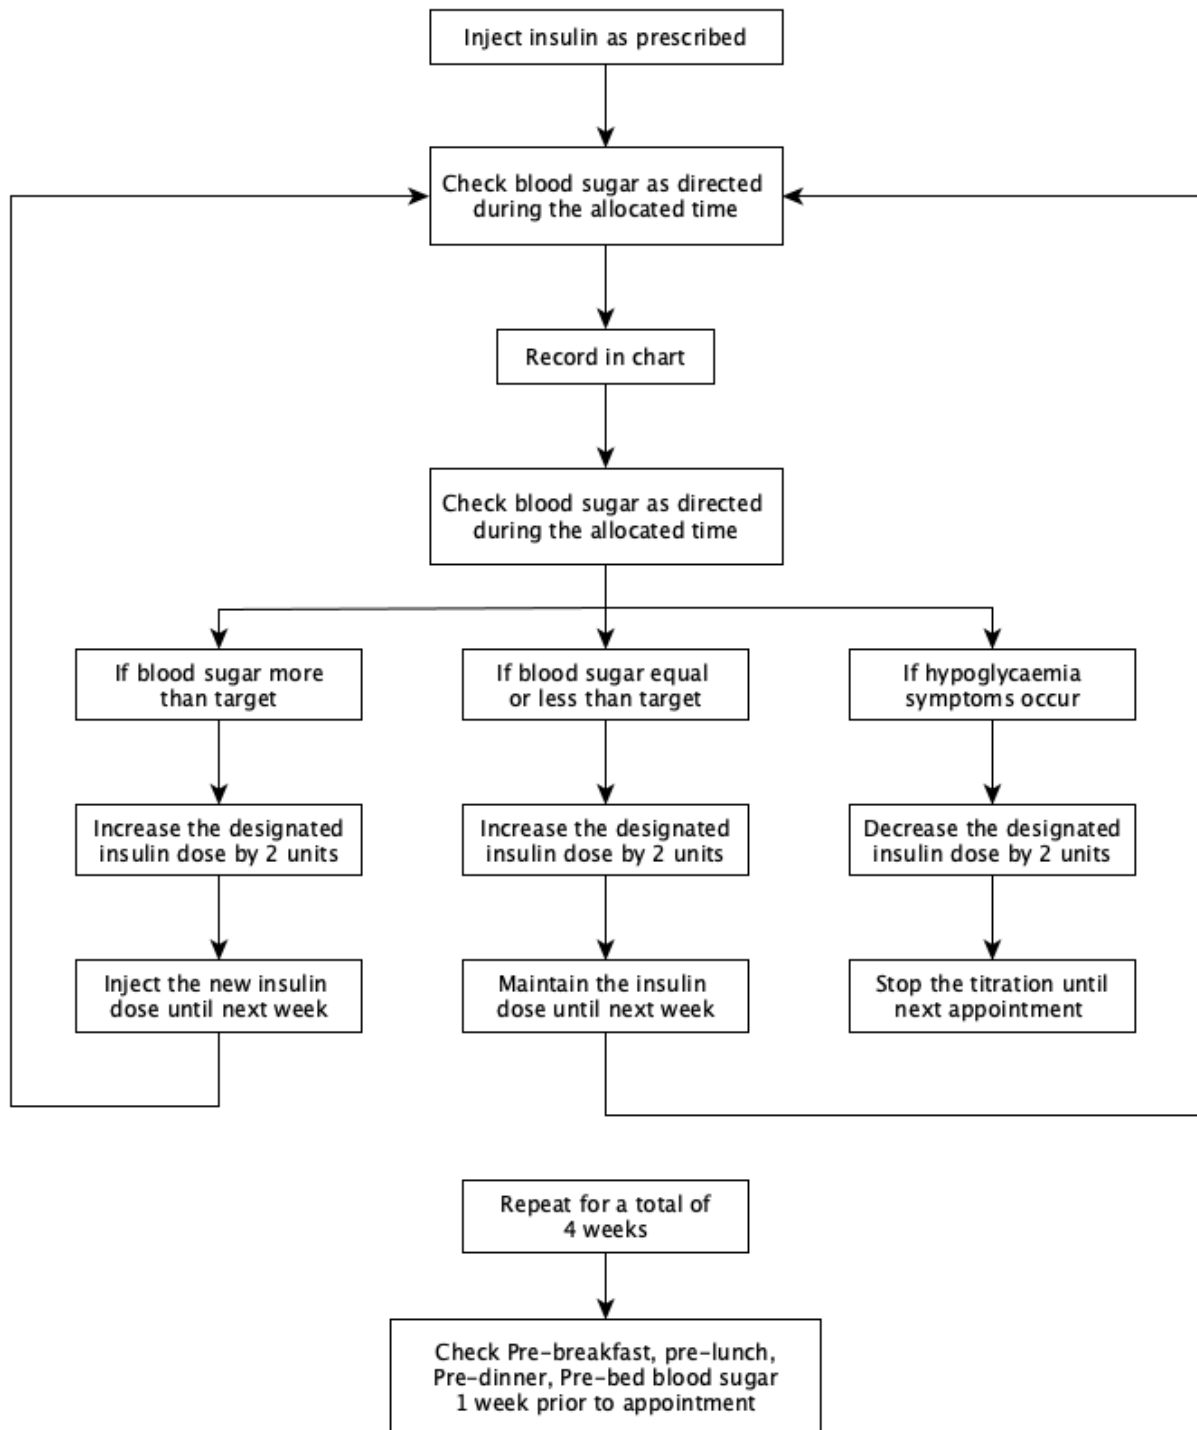 Inject insulin as prescribed
Check blood sugar as directed
during the allocated time
Record in chart
Check blood sugar as directed
during the allocated time
If blood sugar more
than target
If blood sugar equal
or less than target
If hypoglycaemia
symptoms occur
Increase the designated
insulin dose by 2 units
Increase the designated
insulin dose by 2 units
Decrease the designated
insulin dose by 2 units
Inject the new insulin
dose until next week
Maintain the insulin
dose until next week
Stop the titration until
next appointment
Repeat for a total of
4 weeks
Check Pre-breakfast, pre-lunch,
Pre-dinner, Pre-bed blood sugar
1 week prior to appointment